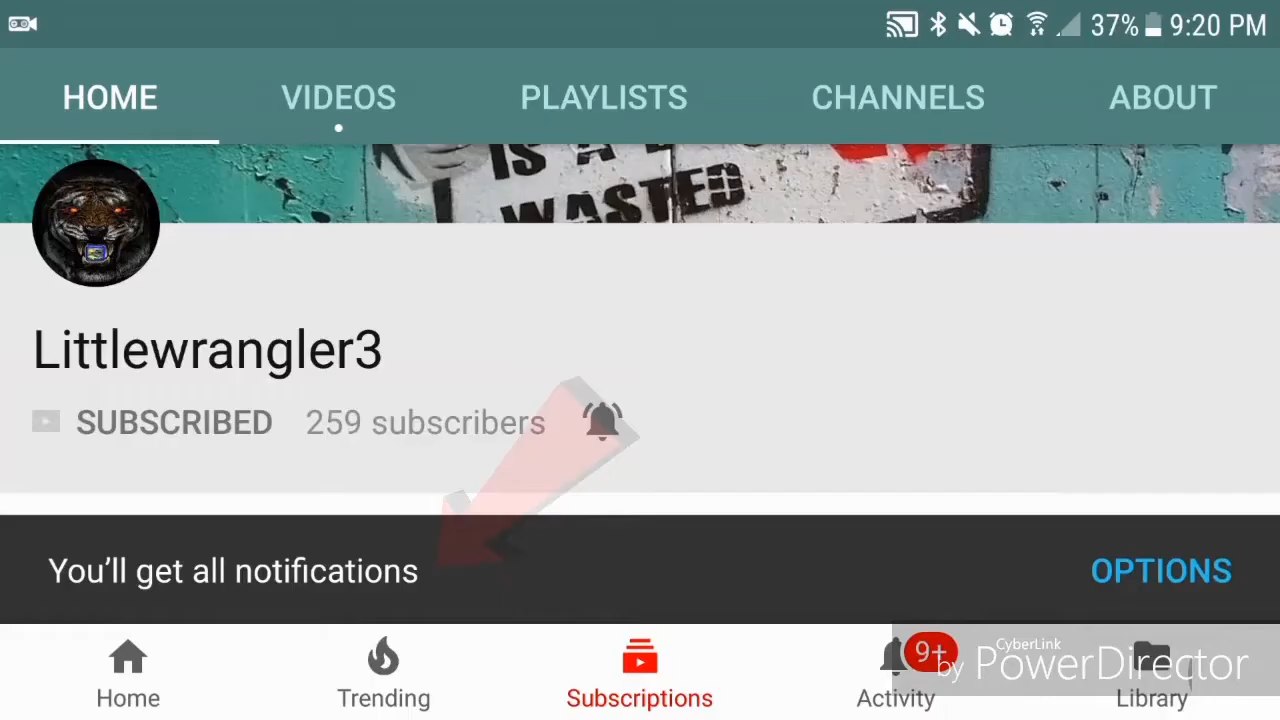 37% 9:20 PM
HOME VIDEOS PLAYLISTS CHANNELS ABOUT
IS A
WASTED
Littlewrangler3
SUBSCRIBED 259 subscribers
You'll get all notifications OPTIONS
9+
CyberLink
by PowerDirector
Home Trending Subscriptions Activity Library